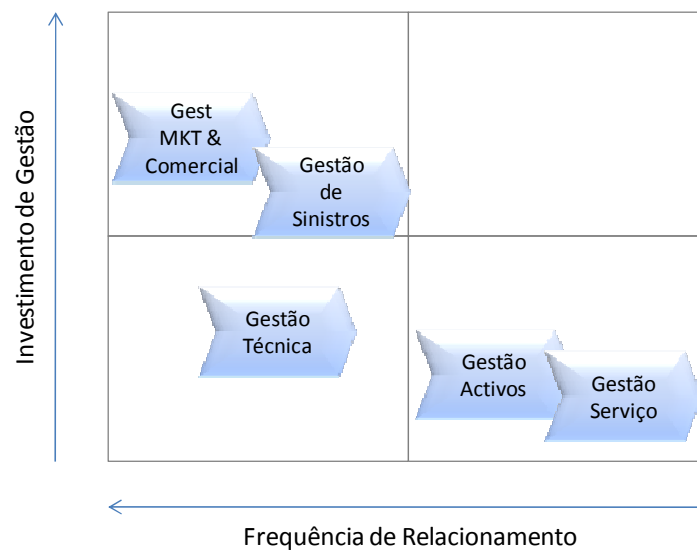 Investimento de Gestão
Gest
MKT &
Comercial
Gestão
de
Sinistros
Gestão
Técnica
Gestão
Activos
Gestão
Serviço
Frequência de Relacionamento